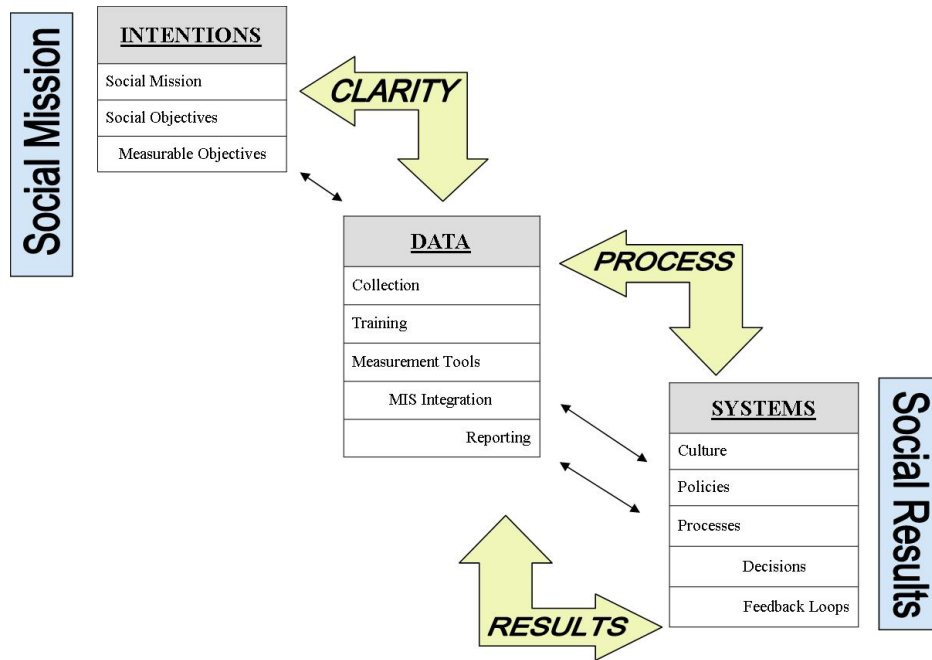 Social Mission
INTENTIONS
Social Mission
Social Objectives
Measurable Objectives
CLARITY
DATA
Collection
Training
Measurement Tools
MIS Integration
Reporting
PROCESS
SYSTEMS
Culture
Policies
Processes
Decisions
Feedback Loops
RESULTS
Social Results